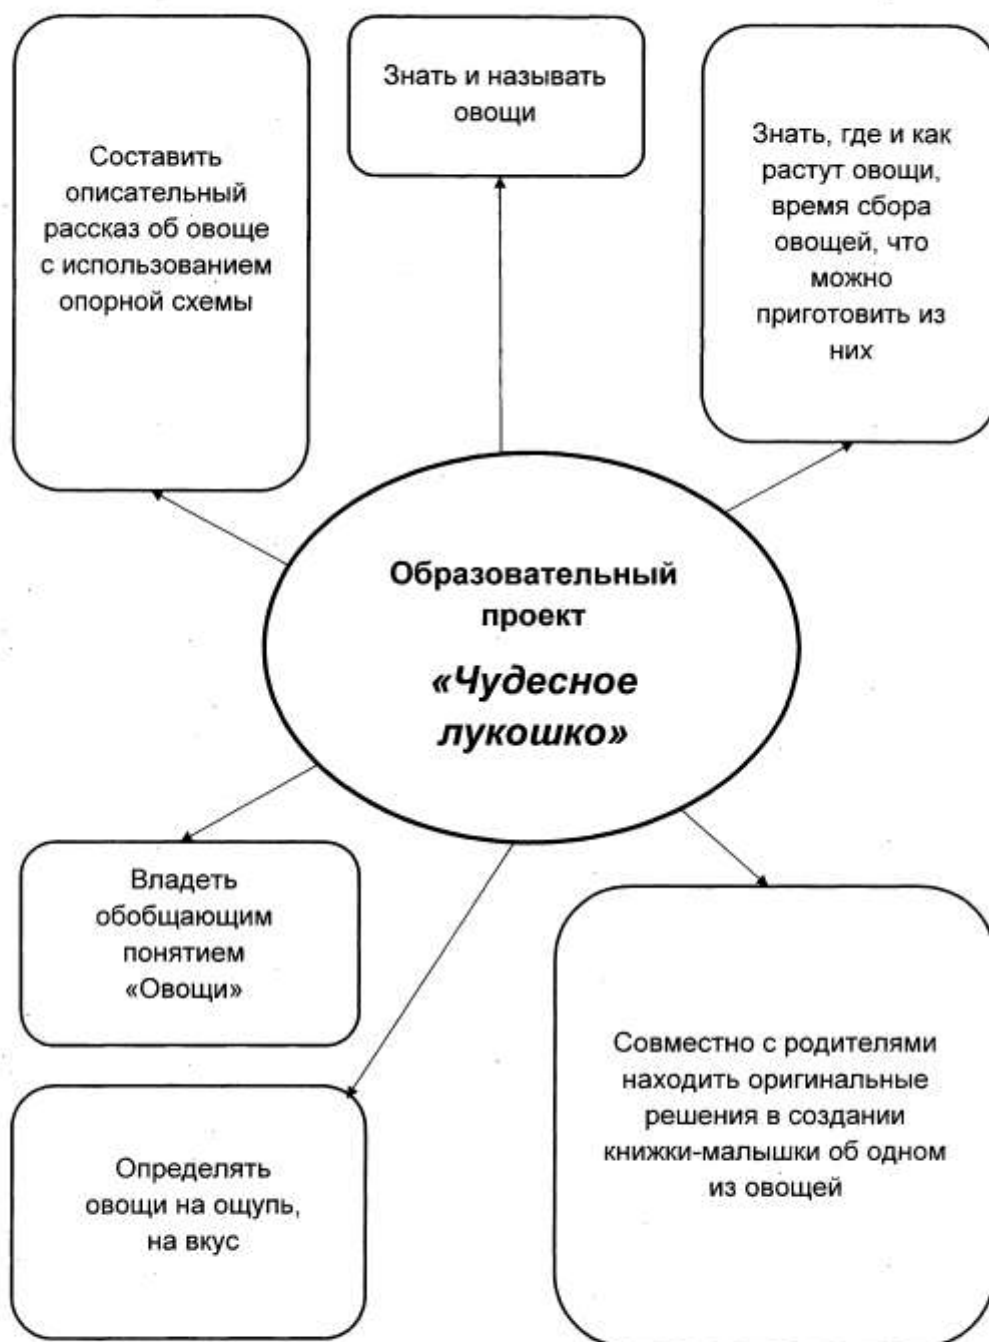 Составить
описательный
рассказ об овоще
с использованием
опорной схемы
Знать и называть
овощи
Знать, где и как
растут овощи,
время сбора
овощей, что
можно
приготовить из
них
Образовательный
проект
«Чудесное
лукошко»
Владеть
обобщающим
понятием
«Овощи»
Определять
овощи на ощупь,
на вкус
Совместно с родителями
находить оригинальные
решения в создании
книжки-малышки об одном
из овощей